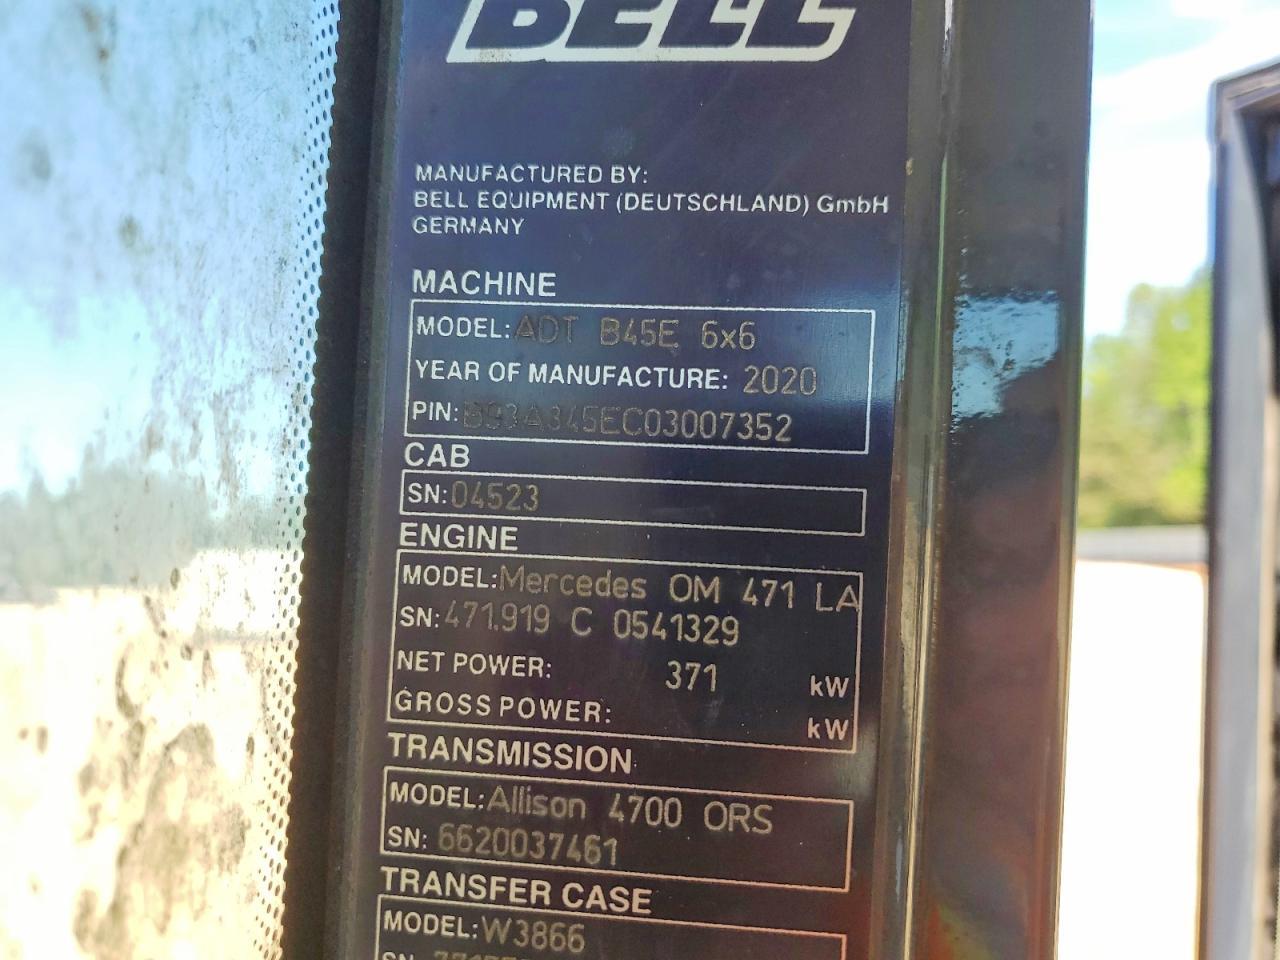 BELL
MANUFACTURED BY:
BELL EQUIPMENT (DEUTSCHLAND) GmbH
GERMANY
MACHINE
MODEL: ADT B45E 6x6
YEAR OF MANUFACTURE: 2020
PIN: B93A345EC03007352
CAB
SN: 04523
ENGINE
MODEL: Mercedes OM 471 LA
SN: 471.919 C 0541329
NET POWER: 371 kW
GROSS POWER: kW
TRANSMISSION
MODEL: Allison 4700 ORS
SN: 6620037461
TRANSFER CASE
MODEL: W3866
SN: